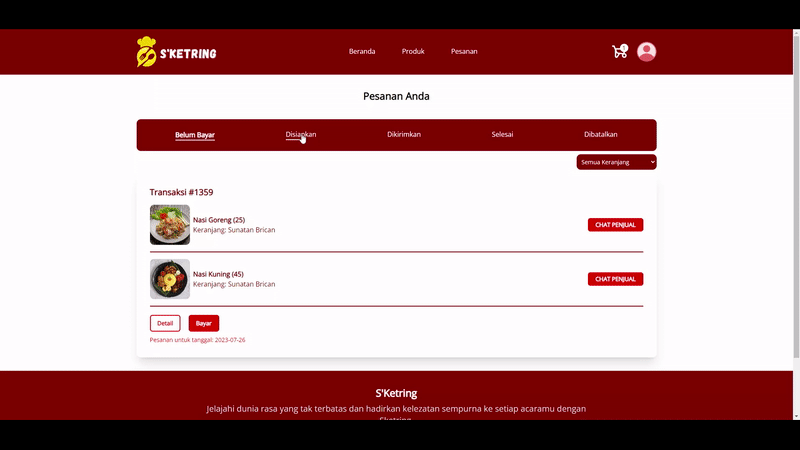 S'KETRING
Beranda Produk Pesanan
1
Pesanan Anda
Belum Bayar Disiapkan Dikirimkan Selesai Dibatalkan
Semua Keranjang
Transaksi #1359
Nasi Goreng (25)
Keranjang: Sunatan Brican
CHAT PENJUAL
Nasi Kuning (45)
Keranjang: Sunatan Brican
CHAT PENJUAL
Detail Bayar
Pesanan untuk tanggal: 2023-07-26
S'Ketring
Jelajahi dunia rasa yang tak terbatas dan hadirkan kelezatan sempurna ke setiap acaramu dengan
Sketring